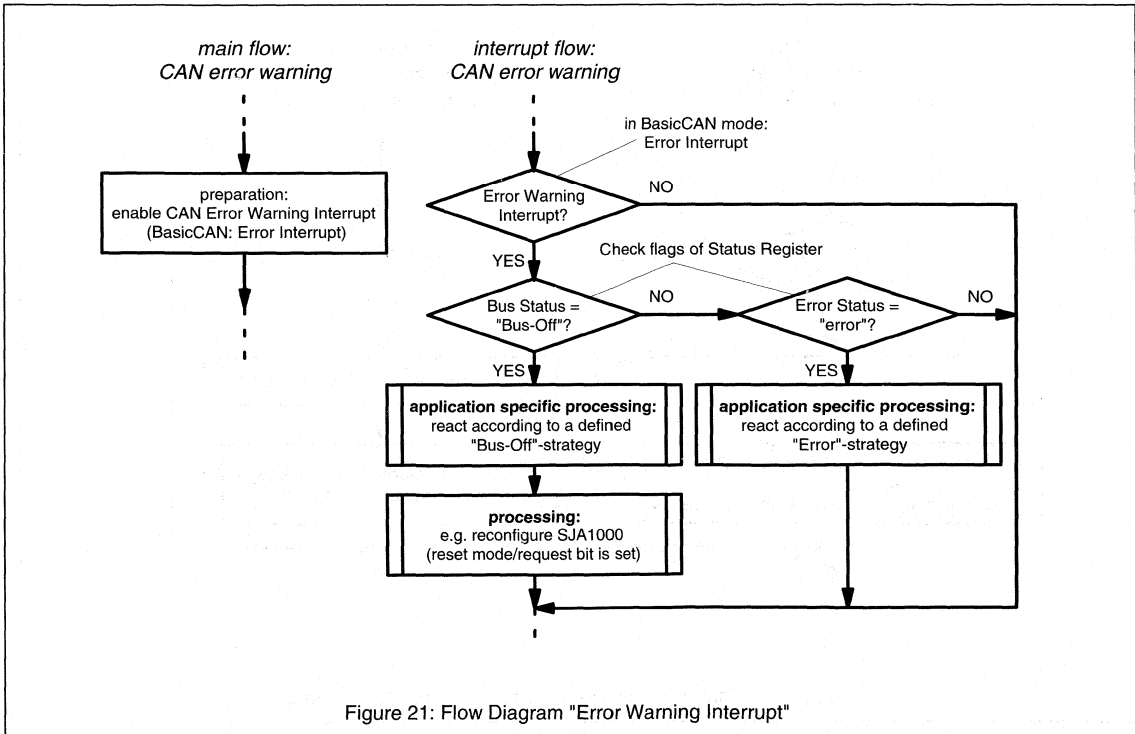 main flow:
CAN error warning
interrupt flow:
CAN error warning
in BasicCAN mode:
Error Interrupt
preparation:
enable CAN Error Warning Interrupt
(BasicCAN: Error Interrupt)
Error Warning
Interrupt?
NO
YES
Check flags of Status Register
Bus Status =
"Bus-Off"?
NO
Error Status =
"error"?
NO
YES
YES
application specific processing:
react according to a defined
"Bus-Off"-strategy
application specific processing:
react according to a defined
"Error"-strategy
processing:
e.g. reconfigure SJA1000
(reset mode/request bit is set)
Figure 21: Flow Diagram "Error Warning Interrupt"